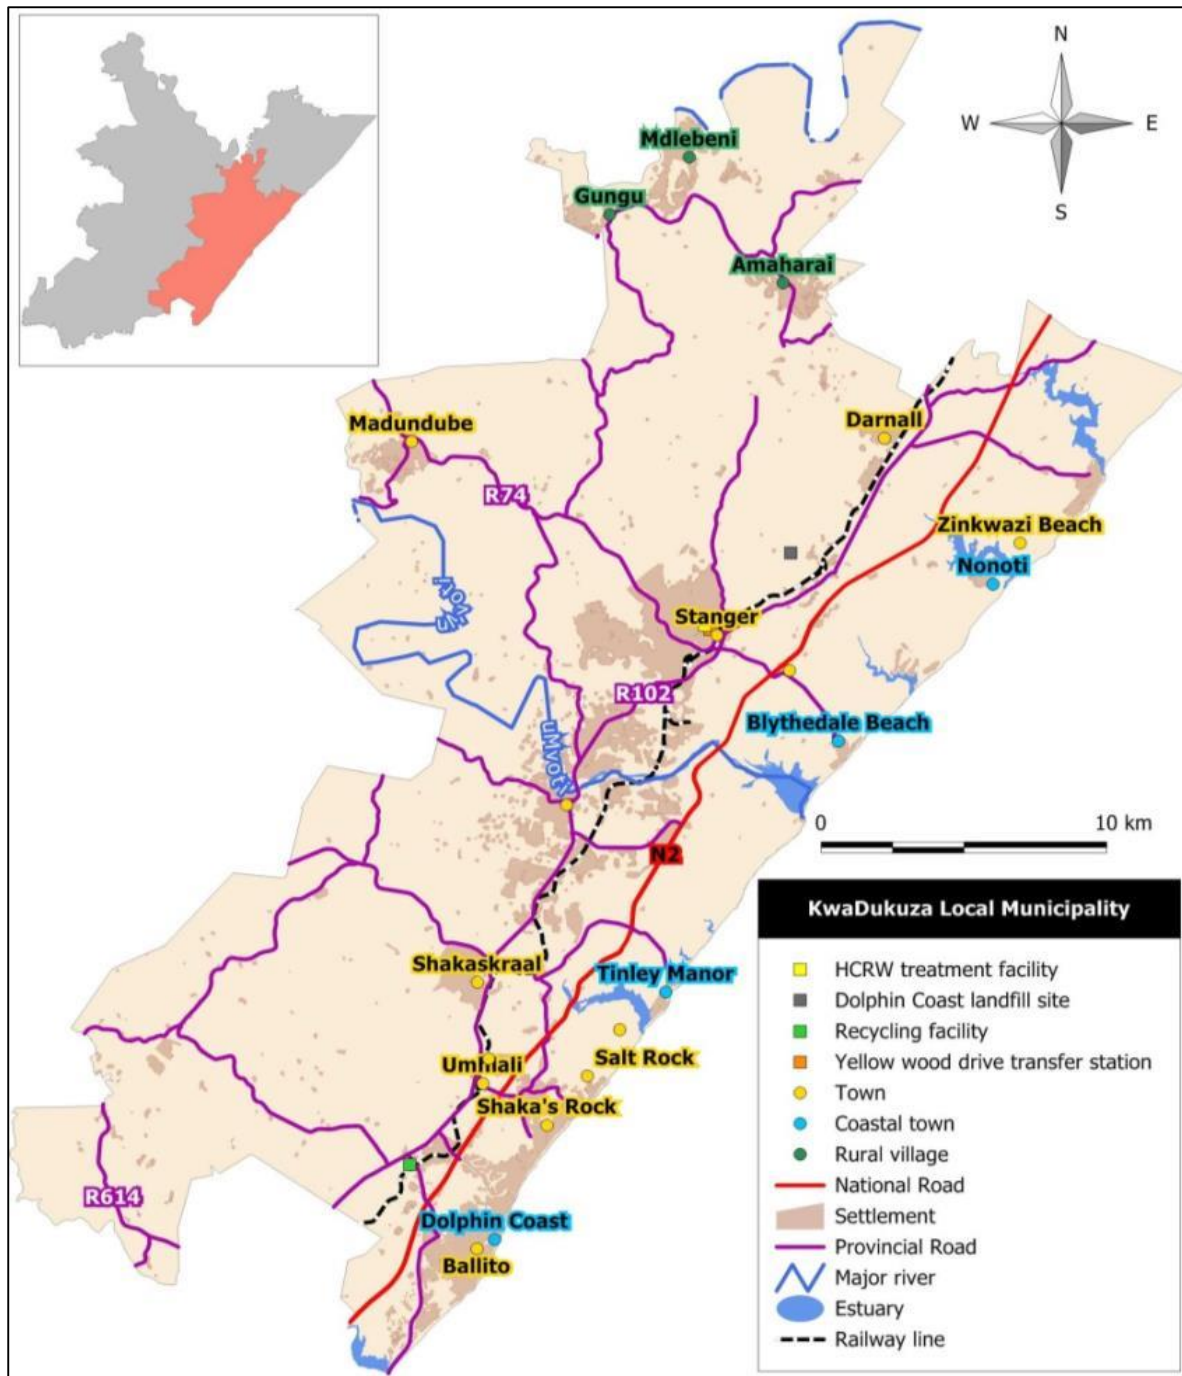 N
W
E
S
Mdlebeni
Gungu
Amaharai
Madundube
Darnall
R74
Zinkwazi Beach
Nonoti
Stanger
R102
Blythedale Beach
0
10 km
N2
Shakaskraal
Tinley Manor
Salt Rock
Umhlali
Shaka's Rock
R614
Dolphin Coast
Ballito
KwaDukuza Local Municipality
HCRW treatment facility
Dolphin Coast landfill site
Recycling facility
Yellow wood drive transfer station
Town
Coastal town
Rural village
National Road
Settlement
Provincial Road
Major river
Estuary
Railway line